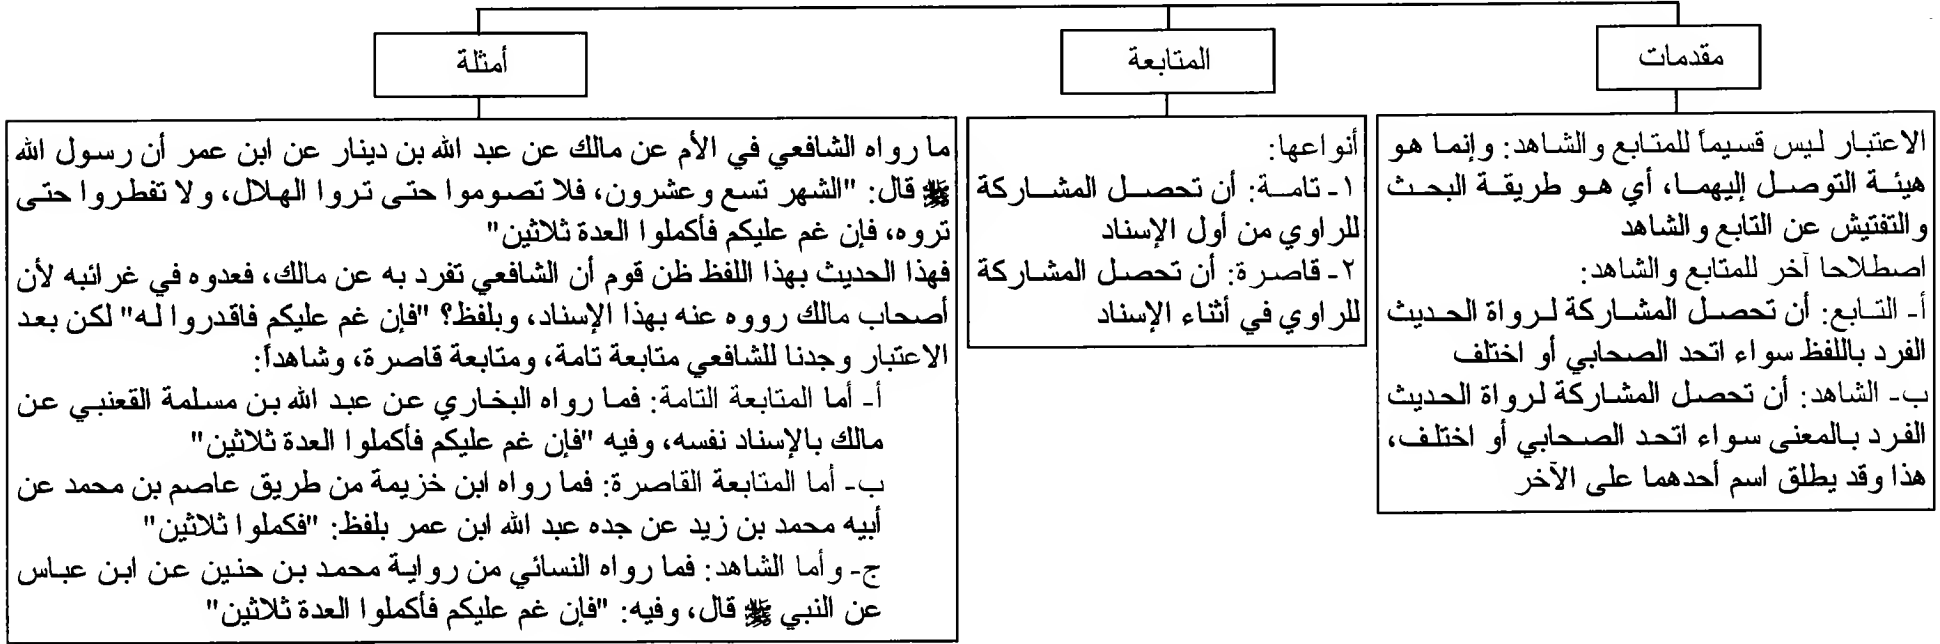 مقدمات
الاعتبار ليس قسيماً للمتابع والشاهد: وإنما هو
هيئة التوصل إليهما، أي هو طريقة البحث
والتفتيش عن التابع والشاهد
اصطلاحا آخر للمتابع والشاهد:
أ- التابع: أن تحصل المشاركة لرواة الحديث
الفرد باللفظ سواء اتحد الصحابي أو اختلف
ب- الشاهد: أن تحصل المشاركة لرواة الحديث
الفرد بالمعنى سواء اتحد الصحابي أو اختلف،
هذا وقد يطلق اسم أحدهما على الآخر
المتابعة
أنواعها:
١- تامة: أن تحصل المشاركة
للراوي من أول الإسناد
٢- قاصرة: أن تحصل المشاركة
للراوي في أثناء الإسناد
أمثلة
ما رواه الشافعي في الأم عن مالك عن عبد الله بن دينار عن ابن عمر أن رسول الله
ﷺ قال: "الشهر تسع وعشرون، فلا تصوموا حتى تروا الهلال، ولا تفطروا حتى
تروه، فإن غم عليكم فأكملوا العدة ثلاثين"
فهذا الحديث بهذا اللفظ ظن قوم أن الشافعي تفرد به عن مالك، فعدوه في غرائبه لأن
أصحاب مالك رووه عنه بهذا الإسناد، وبلفظ؟ "فإن غم عليكم فاقدروا له" لكن بعد
الاعتبار وجدنا للشافعي متابعة تامة، ومتابعة قاصرة، وشاهداً:
أ- أما المتابعة التامة: فما رواه البخاري عن عبد الله بن مسلمة القعنبي عن
مالك بالإسناد نفسه، وفيه "فإن غم عليكم فأكملوا العدة ثلاثين"
ب- أما المتابعة القاصرة: فما رواه ابن خزيمة من طريق عاصم بن محمد عن
أبيه محمد بن زيد عن جده عبد الله ابن عمر بلفظ: "فكملوا ثلاثين"
ج- وأما الشاهد: فما رواه النسائي من رواية محمد بن حنين عن ابن عباس
عن النبي ﷺ قال، وفيه: "فإن غم عليكم فأكملوا العدة ثلاثين"